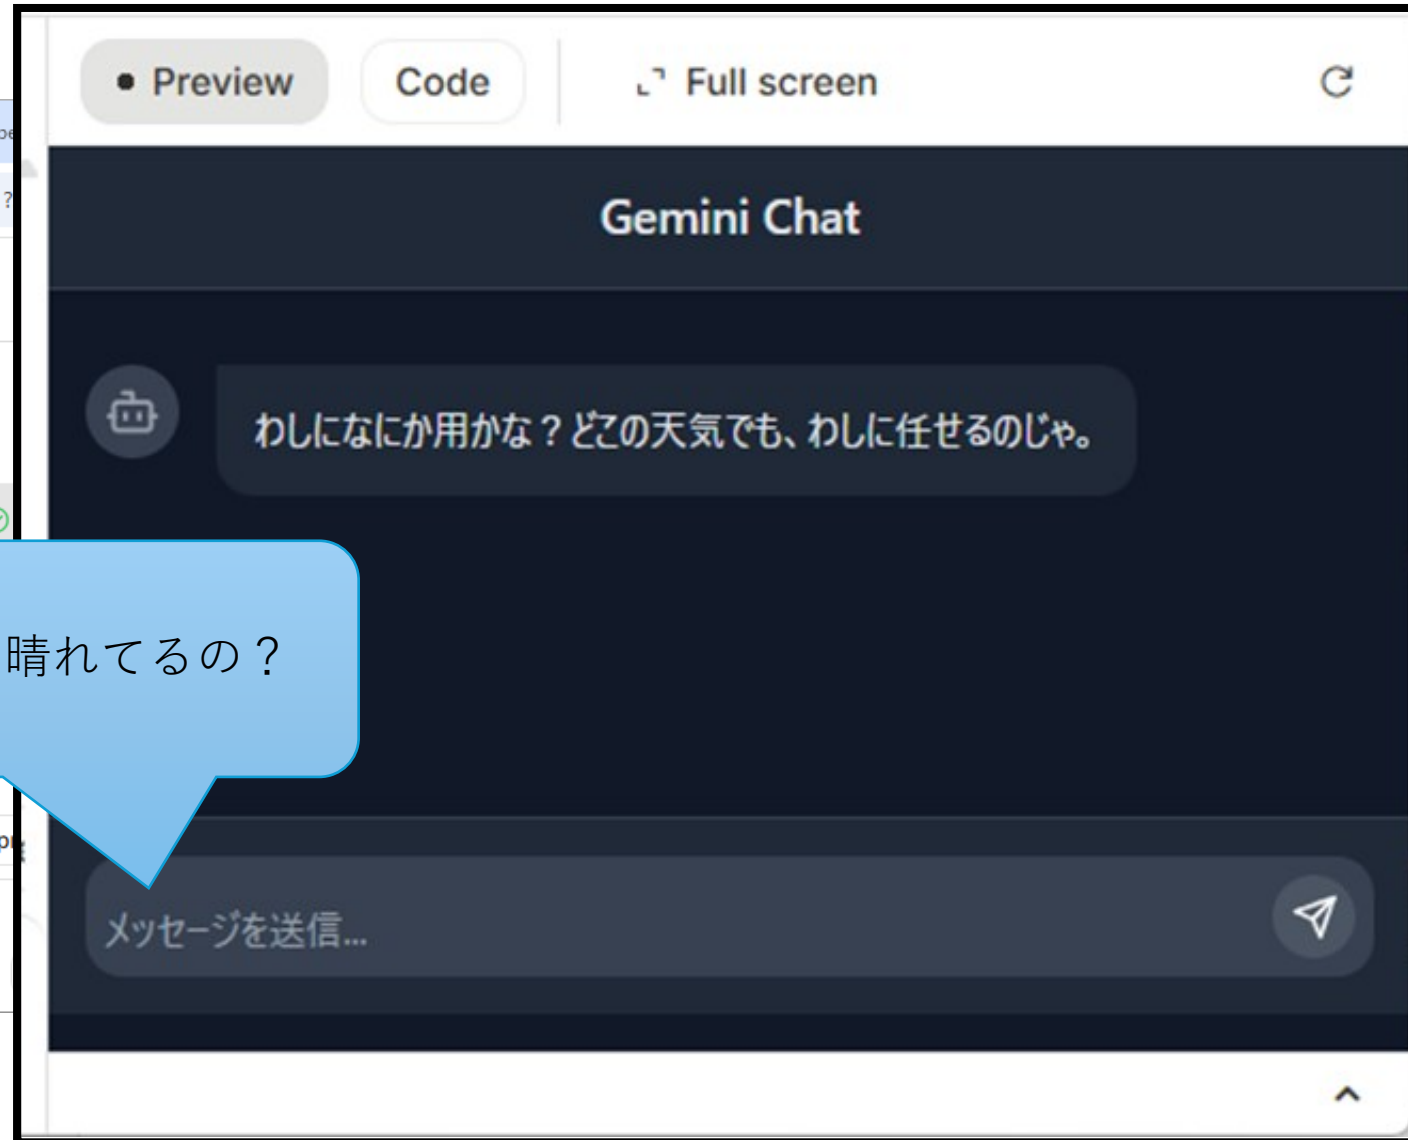 Preview
Code
Full screen
Gemini Chat
わしになにか用かな？どこの天気でも、わしに任せるのじゃ。
晴れてるの？
メッセージを送信...